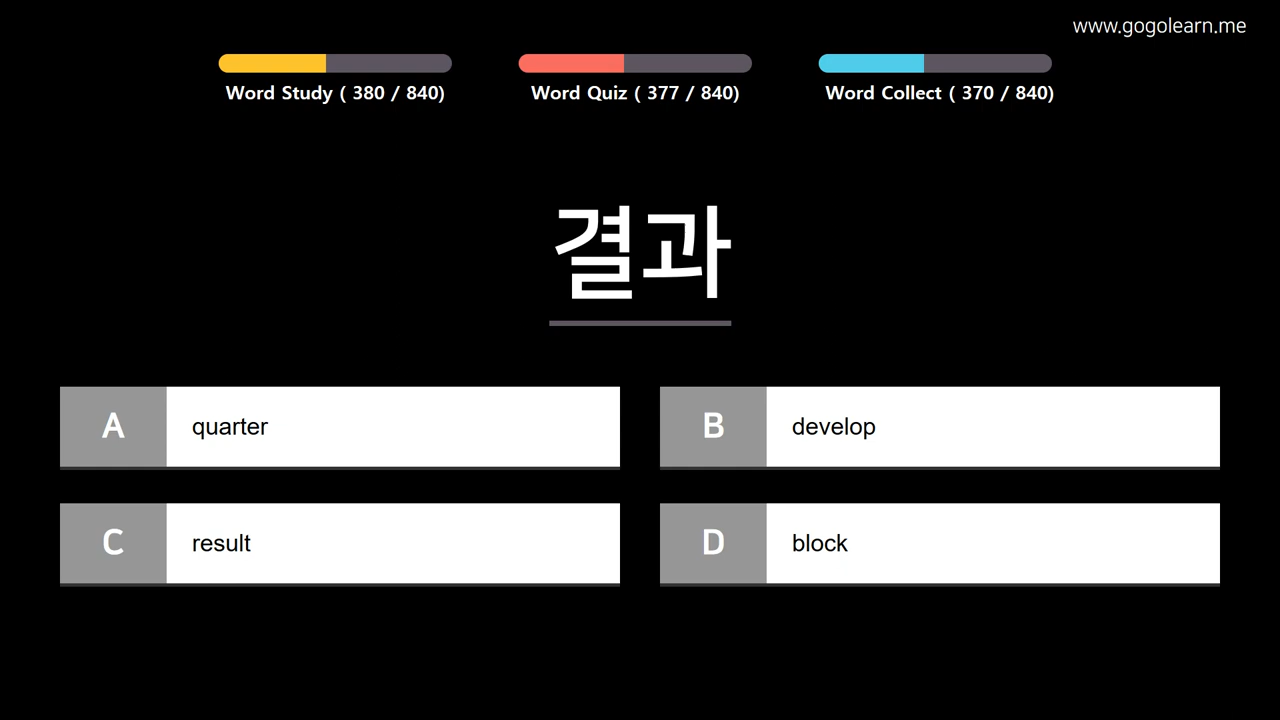 www.gogolearn.me
Word Study ( 380 / 840)
Word Quiz ( 377 / 840)
Word Collect ( 370 / 840)
결과
A quarter
B develop
C result
D block